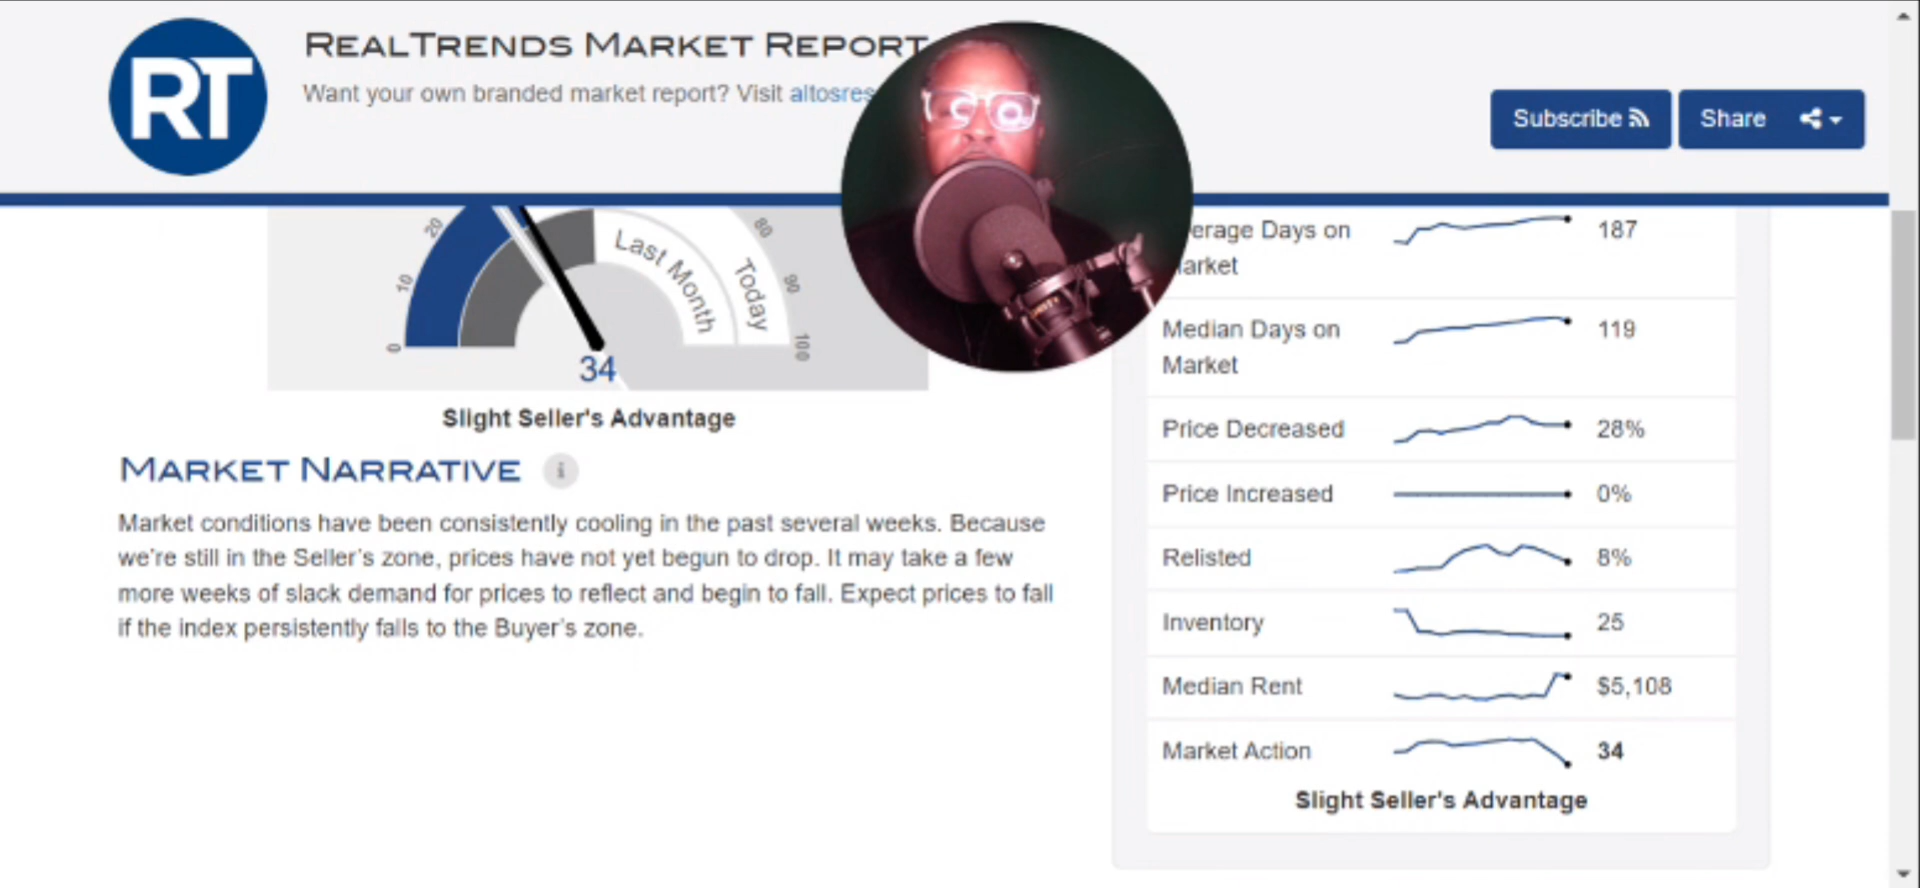 RT
REALTRENDS MARKET REPORT
Want your own branded market report? Visit altosres
Subscribe
Share
0
10
20
80
90
100
Last Month
Today
34
Slight Seller's Advantage
MARKET NARRATIVE
i
Market conditions have been consistently cooling in the past several weeks. Because
we're still in the Seller's zone, prices have not yet begun to drop. It may take a few
more weeks of slack demand for prices to reflect and begin to fall. Expect prices to fall
if the index persistently falls to the Buyer's zone.
erage Days on
arket
187
Median Days on
Market
119
Price Decreased 28%
Price Increased 0%
Relisted 8%
Inventory 25
Median Rent $5,108
Market Action 34
Slight Seller's Advantage